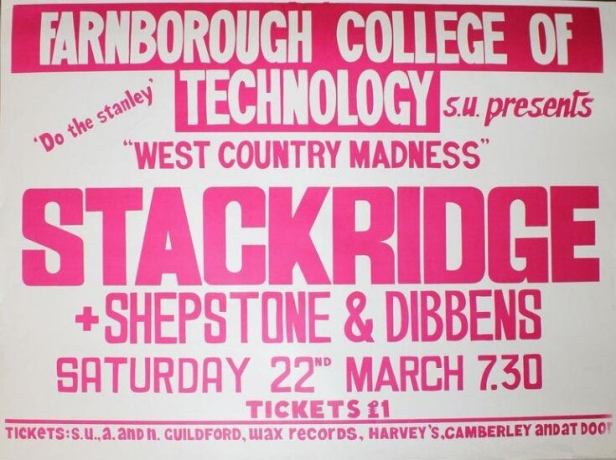 FARNBOROUGH COLLEGE OF
TECHNOLOGY
'Do the stanley'
s.u. presents
"WEST COUNTRY MADNESS"
STACKRIDGE
+ SHEPSTONE & DIBBENS
SATURDAY 22ND MARCH 7.30
TICKETS £1
TICKETS: S.U., A. AND N. GUILDFORD, WAX RECORDS, HARVEY'S, CAMBERLEY AND AT DOOR